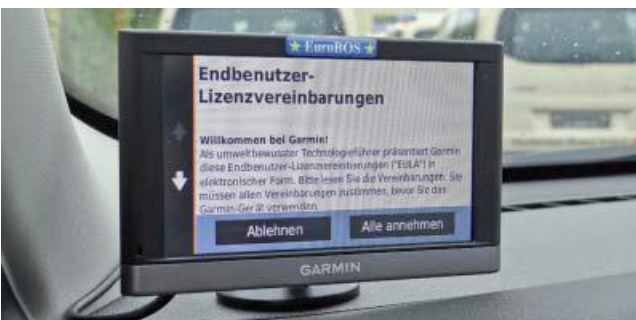 ★ EuroBOS ★
Endbenutzer-
Lizenzvereinbarungen
Willkommen bei Garmin!
Als umweltbewusster Technologieführer präsentiert Garmin
diese Endbenutzer-Lizenzvereinbarungen ("EULA") in
elektronischer Form. Bitte lesen Sie die Vereinbarungen. Sie
müssen allen Vereinbarungen zustimmen, bevor Sie das
Garmin-Gerät verwenden.
Ablehnen
Alle annehmen
GARMIN